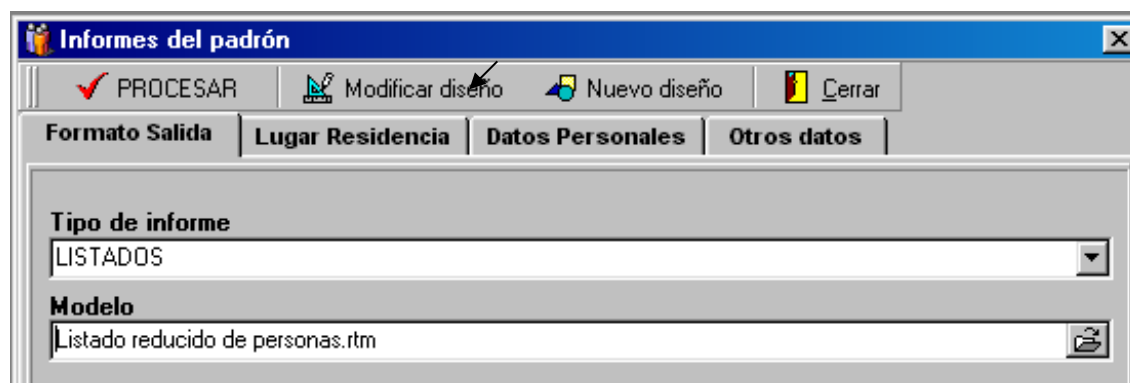 Informes del padrón
PROCESAR Modificar diseño Nuevo diseño Cerrar
Formato Salida Lugar Residencia Datos Personales Otros datos
Tipo de informe
LISTADOS
Modelo
Listado reducido de personas.rtm